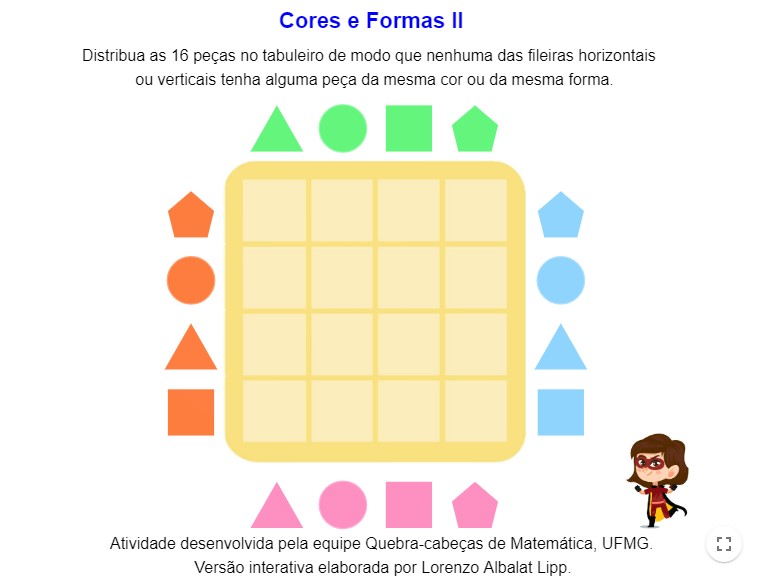 Cores e Formas II
Distribua as 16 peças no tabuleiro de modo que nenhuma das fileiras horizontais
ou verticais tenha alguma peça da mesma cor ou da mesma forma.
Atividade desenvolvida pela equipe Quebra-cabeças de Matemática, UFMG.
Versão interativa elaborada por Lorenzo Albalat Lipp.